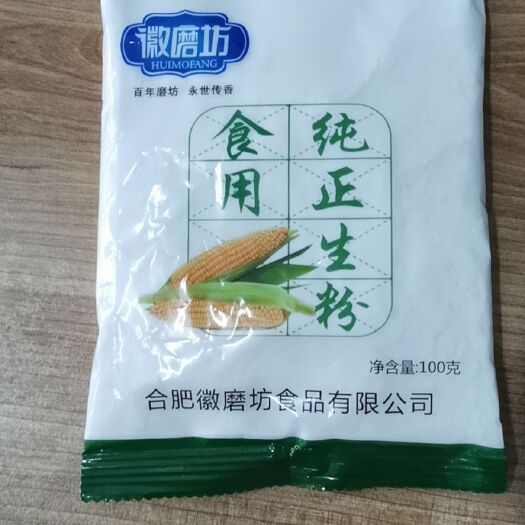 徽磨坊
HUIMOFANG
百年磨坊 永世传香
食用
纯正生粉
净含量:100克
合肥徽磨坊食品有限公司